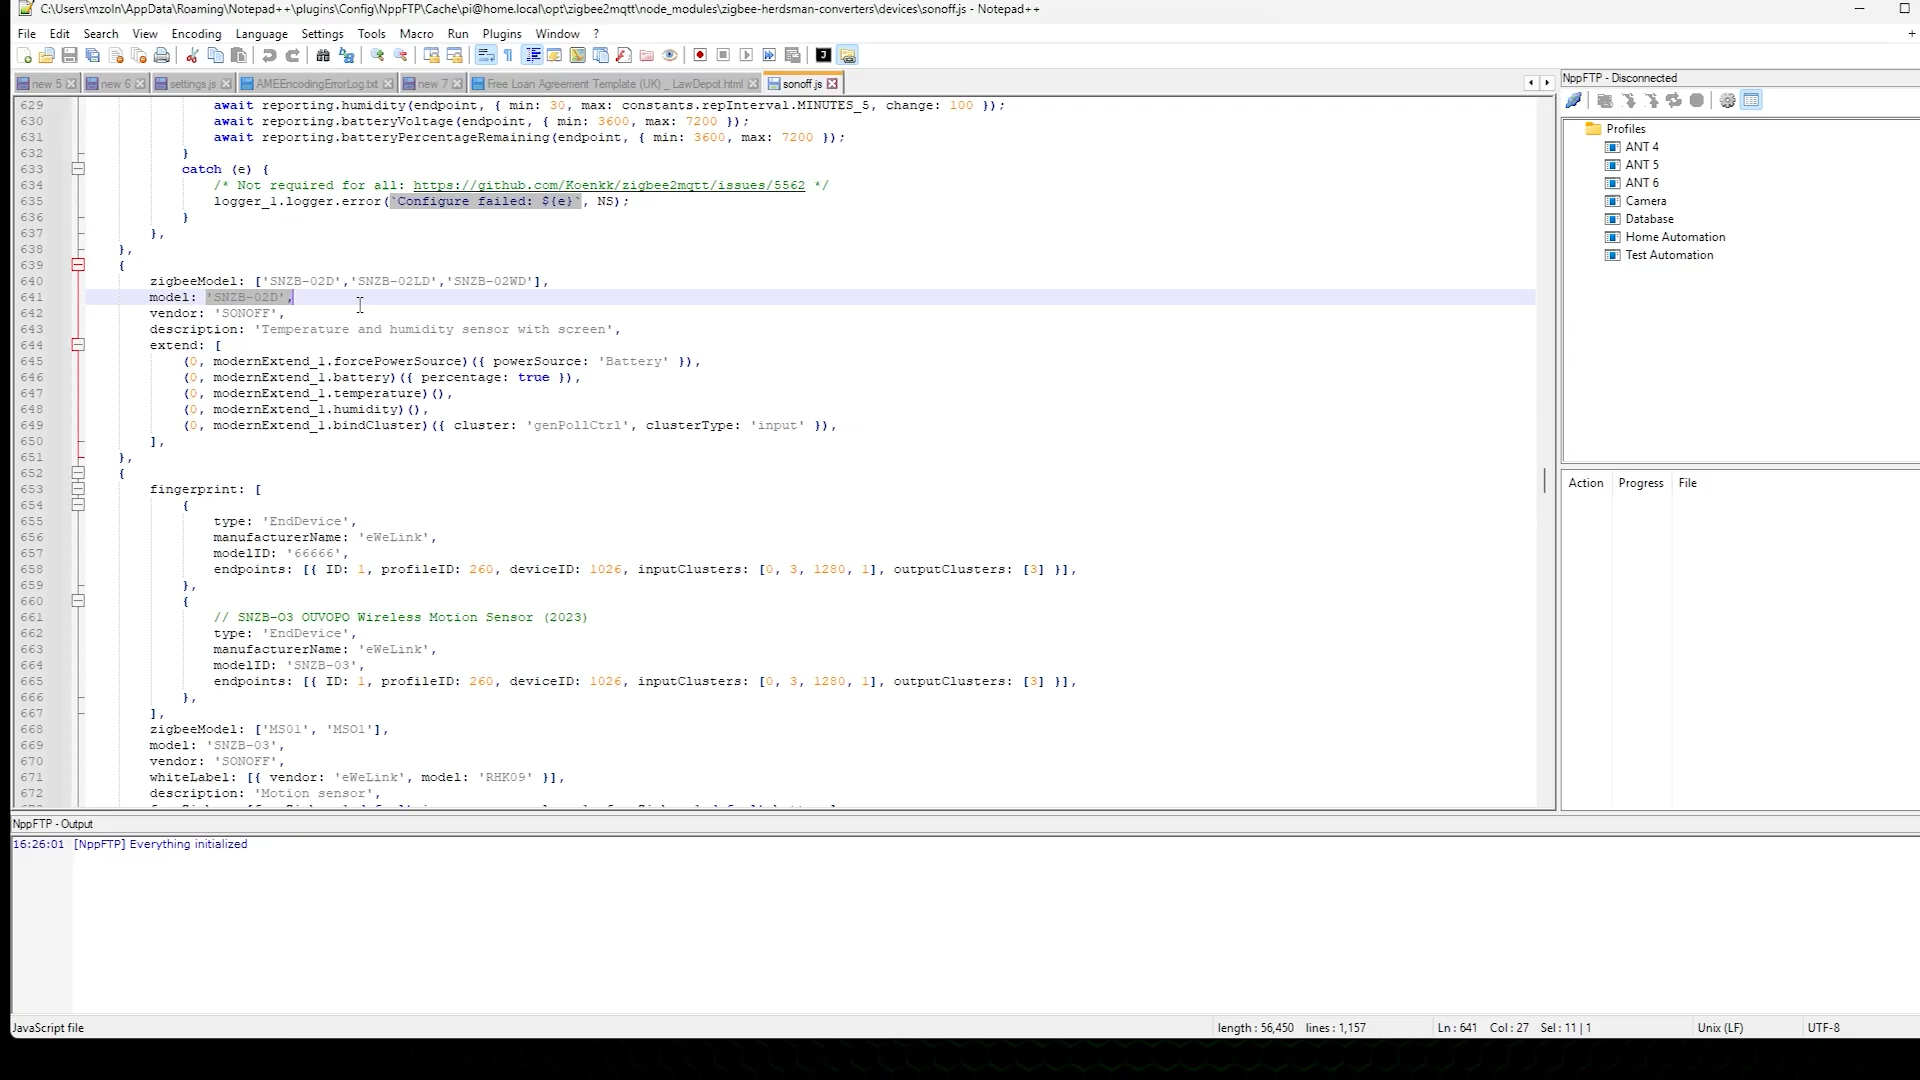 C:\Users\mzoln\AppData\Roaming\Notepad++\plugins\Config\NppFTP\Cache\pi@home.local\opt\zigbee2mqtt\node_modules\zigbee-herdsman-converters\devices\sonoff.js - Notepad++
File Edit Search View Encoding Language Settings Tools Macro Run Plugins Window ?
new 5 new 6 settings.js AMEEncodingErrorLog.txt new 7 Free Loan Agreement Template (UK) _ LawDepot.html sonoff.js
629 await reporting.humidity(endpoint, { min: 30, max: constants.repInterval.MINUTES_5, change: 100 });
630 await reporting.batteryVoltage(endpoint, { min: 3600, max: 7200 });
631 await reporting.batteryPercentageRemaining(endpoint, { min: 3600, max: 7200 });
632 }
633 catch (e) {
634 /* Not required for all: https://github.com/Koenkk/zigbee2mqtt/issues/5562 */
635 logger_1.logger.error(`Configure failed: ${e}`, NS);
636 }
637 },
638 },
639 {
640 zigbeeModel: ['SNZB-02D','SNZB-02LD','SNZB-02WD'],
641 model: 'SNZB-02D',
642 vendor: 'SONOFF',
643 description: 'Temperature and humidity sensor with screen',
644 extend: [
645 (0, modernExtend_1.forcePowerSource)({ powerSource: 'Battery' }),
646 (0, modernExtend_1.battery)({ percentage: true }),
647 (0, modernExtend_1.temperature)(),
648 (0, modernExtend_1.humidity)(),
649 (0, modernExtend_1.bindCluster)({ cluster: 'genPollCtrl', clusterType: 'input' }),
650 ],
651 },
652 {
653 fingerprint: [
654 {
655 type: 'EndDevice',
656 manufacturerName: 'eWeLink',
657 modelID: '66666',
658 endpoints: [{ ID: 1, profileID: 260, deviceID: 1026, inputClusters: [0, 3, 1280, 1], outputClusters: [3] }],
659 },
660 {
661 // SNZB-O3 OUVOPO Wireless Motion Sensor (2023)
662 type: 'EndDevice',
663 manufacturerName: 'eWeLink',
664 modelID: 'SNZB-03',
665 endpoints: [{ ID: 1, profileID: 260, deviceID: 1026, inputClusters: [0, 3, 1280, 1], outputClusters: [3] }],
666 },
667 ],
668 zigbeeModel: ['MS01', 'MSO1'],
669 model: 'SNZB-03',
670 vendor: 'SONOFF',
671 whiteLabel: [{ vendor: 'eWeLink', model: 'RHK09' }],
672 description: 'Motion sensor',
NppFTP - Disconnected
Profiles
ANT 4
ANT 5
ANT 6
Camera
Database
Home Automation
Test Automation
Action Progress File
NppFTP - Output
16:26:01 [NppFTP] Everything initialized
JavaScript file length : 56,450 lines : 1,157 Ln : 641 Col : 27 Sel : 11 | 1 Unix (LF) UTF-8